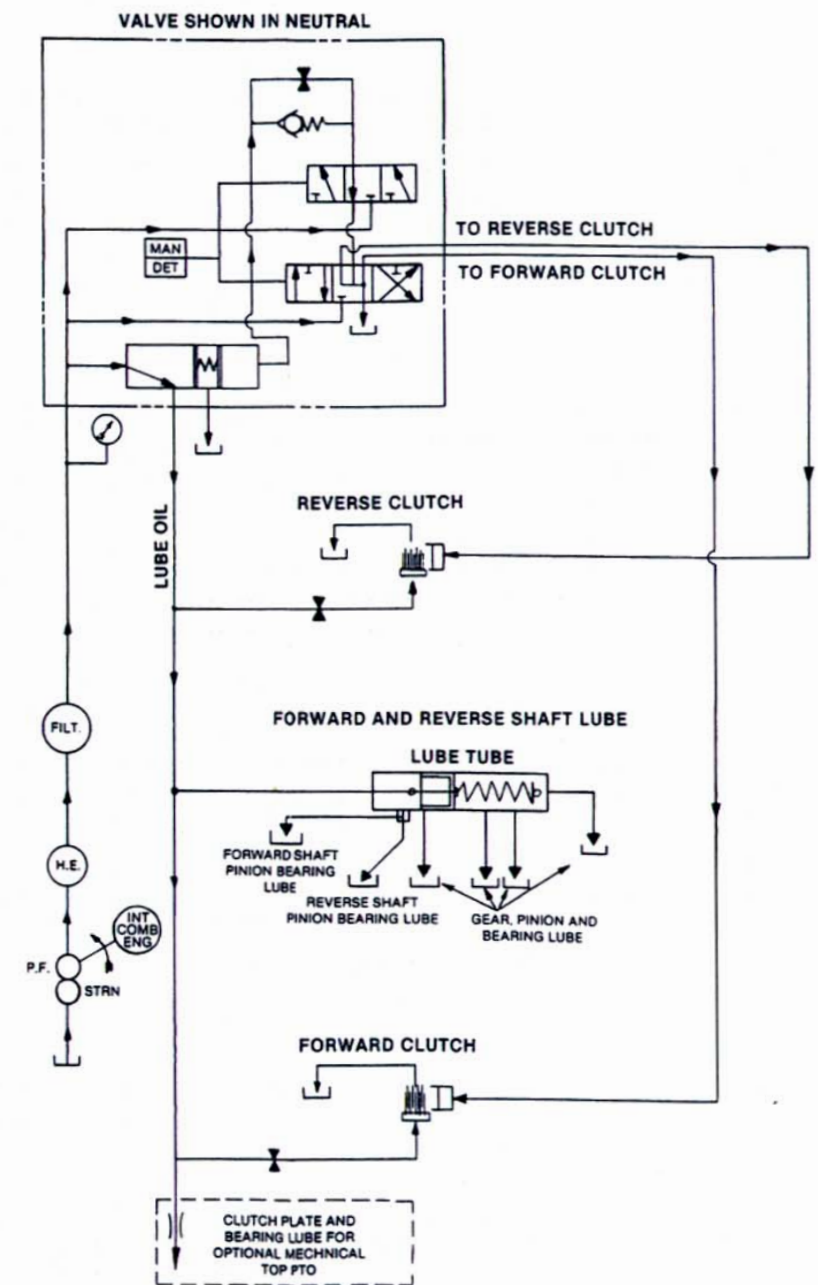 VALVE SHOWN IN NEUTRAL
MAN
DET
TO REVERSE CLUTCH
TO FORWARD CLUTCH
LUBE OIL
REVERSE CLUTCH
FILT.
FORWARD AND REVERSE SHAFT LUBE
LUBE TUBE
H.E.
FORWARD SHAFT
PINION BEARING
LUBE
REVERSE SHAFT
PINION BEARING LUBE
GEAR, PINION AND
BEARING LUBE
INT
COMB
ENG.
P.F.
STRN
FORWARD CLUTCH
CLUTCH PLATE AND
BEARING LUBE FOR
OPTIONAL MECHNICAL
TOP PTO